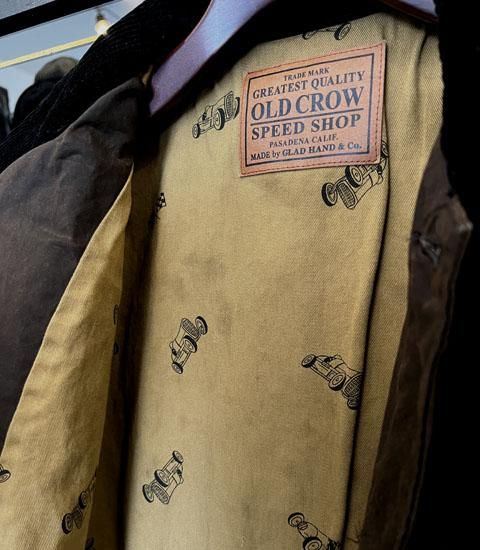 TRADE MARK
GREATEST QUALITY
OLD CROW
SPEED SHOP
PASADENA CALIF.
MADE by GLAD HAND & Co.